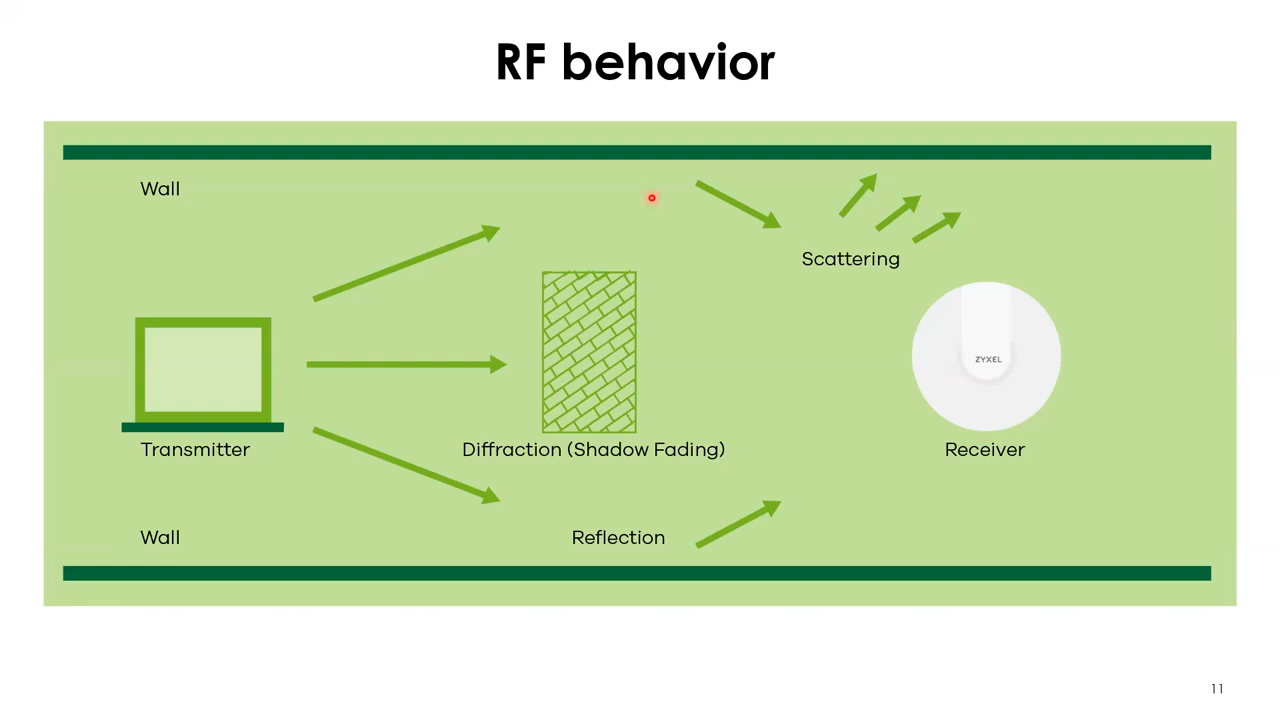 RF behavior
Wall
Scattering
ZYXEL
Transmitter
Diffraction (Shadow Fading)
Receiver
Wall
Reflection
11